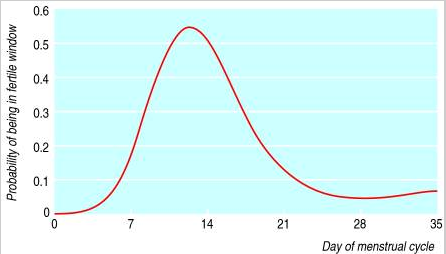 Probability of being in fertile window
0.6
0.5
0.4
0.3
0.2
0.1
0
0 7 14 21 28 35
Day of menstrual cycle